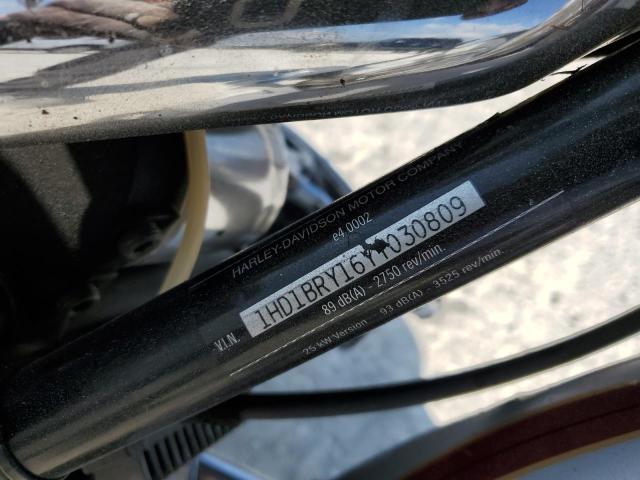 HARLEY-DAVIDSON MOTOR COMPANY
e4 0002
V.I.N. 1HD1BRY16YY030809
89 dB(A) - 2750 rev/min.
25 kW Version 93 dB(A) - 3525 rev/min.